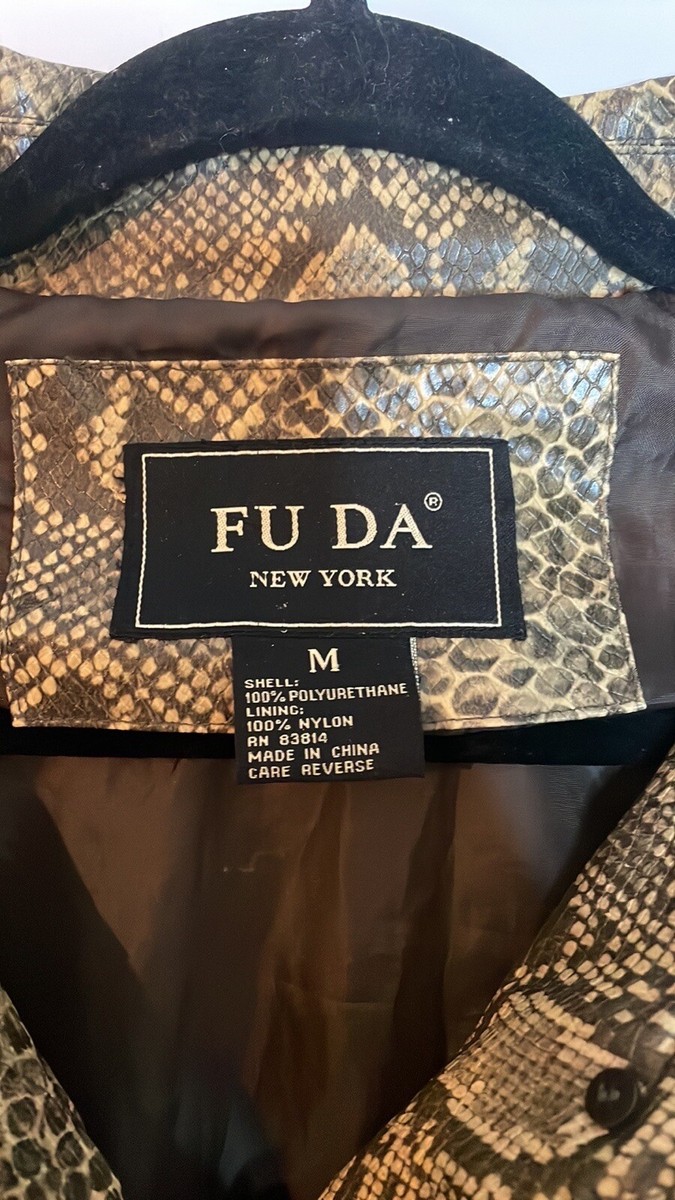 FU DA®
NEW YORK
M
SHELL:
100% POLYURETHANE
LINING:
100% NYLON
RN 83814
MADE IN CHINA
CARE REVERSE